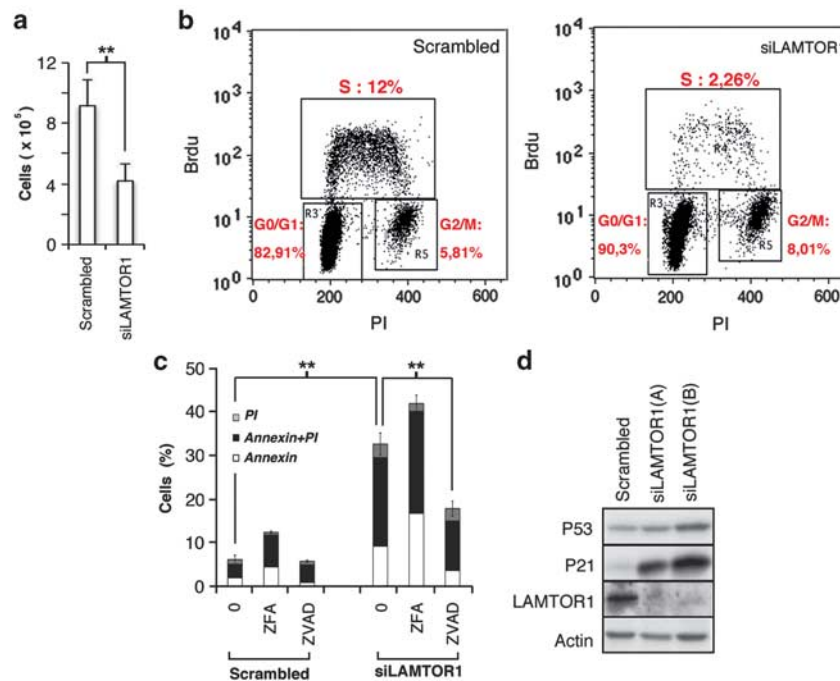 a
**
12
8
4
0
Cells ( x 10⁵)
Scrambled
siLAMTOR1
b
Scrambled
S : 12%
10⁴
10³
10²
10¹
10⁰
Brdu
R3
G0/G1:
82,91%
G2/M:
5,81%
R5
0 200 400 600
PI
siLAMTOR1
S : 2,26%
10⁴
10³
10²
10¹
10⁰
Brdu
R4
R3
G0/G1:
90,3%
G2/M:
8,01%
R5
0 200 400 600
PI
c
** **
50
40
30
20
10
0
Cells (%)
PI
Annexin+PI
Annexin
0 ZFA ZVAD 0 ZFA ZVAD
Scrambled siLAMTOR1
d
Scrambled
siLAMTOR1(A)
siLAMTOR1(B)
P53
P21
LAMTOR1
Actin